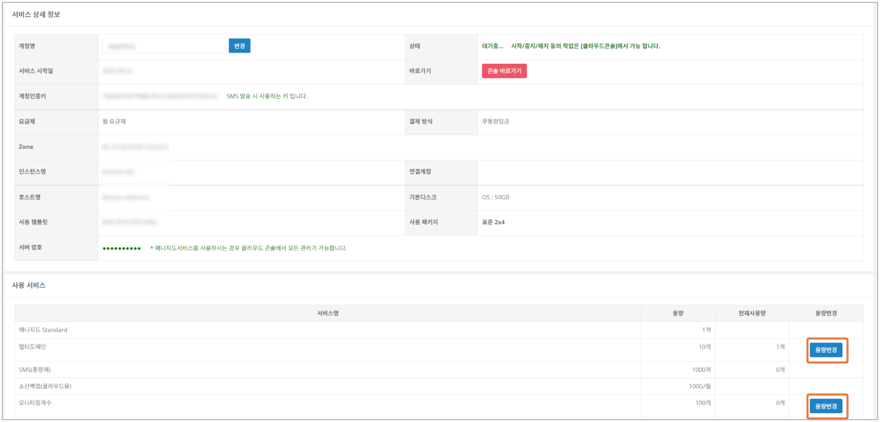 서비스 상세 정보
계정명 변경 상태 대기중... 시작/중지/해지 등의 작업은 [클라우드콘솔]에서 가능 합니다.
서비스 시작일 바로가기 콘솔 바로가기
계정인증키 SMS 발송 시 사용하는 키 입니다.
요금제 월 요금제 결제 방식 무통장입금
Zone
인스턴스명 연결계정
호스트명 기본디스크 OS : 50GB
사용 템플릿 사용 패키지 표준 2x4
서버 암호 ●●●●●●●●●● * 매니지드서비스를 사용하시는 경우 클라우드 콘솔에서 모든 관리가 가능합니다.
사용 서비스
서비스명 용량 현재사용량 용량변경
매니지드 Standard 1개
멀티도메인 10개 1개 용량변경
SMS(종량제) 1000개 0개
소산백업(클라우드용) 100G/월
모니터링개수 100개 0개 용량변경